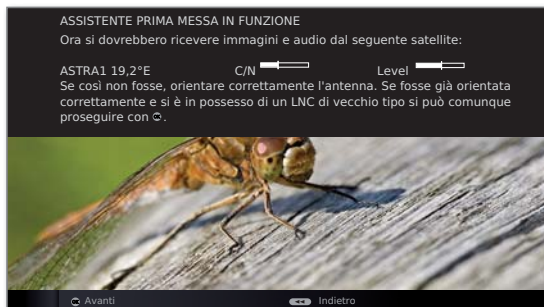 ASSISTENTE PRIMA MESSA IN FUNZIONE
Ora si dovrebbero ricevere immagini e audio dal seguente satellite:
ASTRA1 19,2°E C/N Level
Se così non fosse, orientare correttamente l'antenna. Se fosse già orientata
correttamente e si è in possesso di un LNC di vecchio tipo si può comunque
proseguire con .
Avanti Indietro